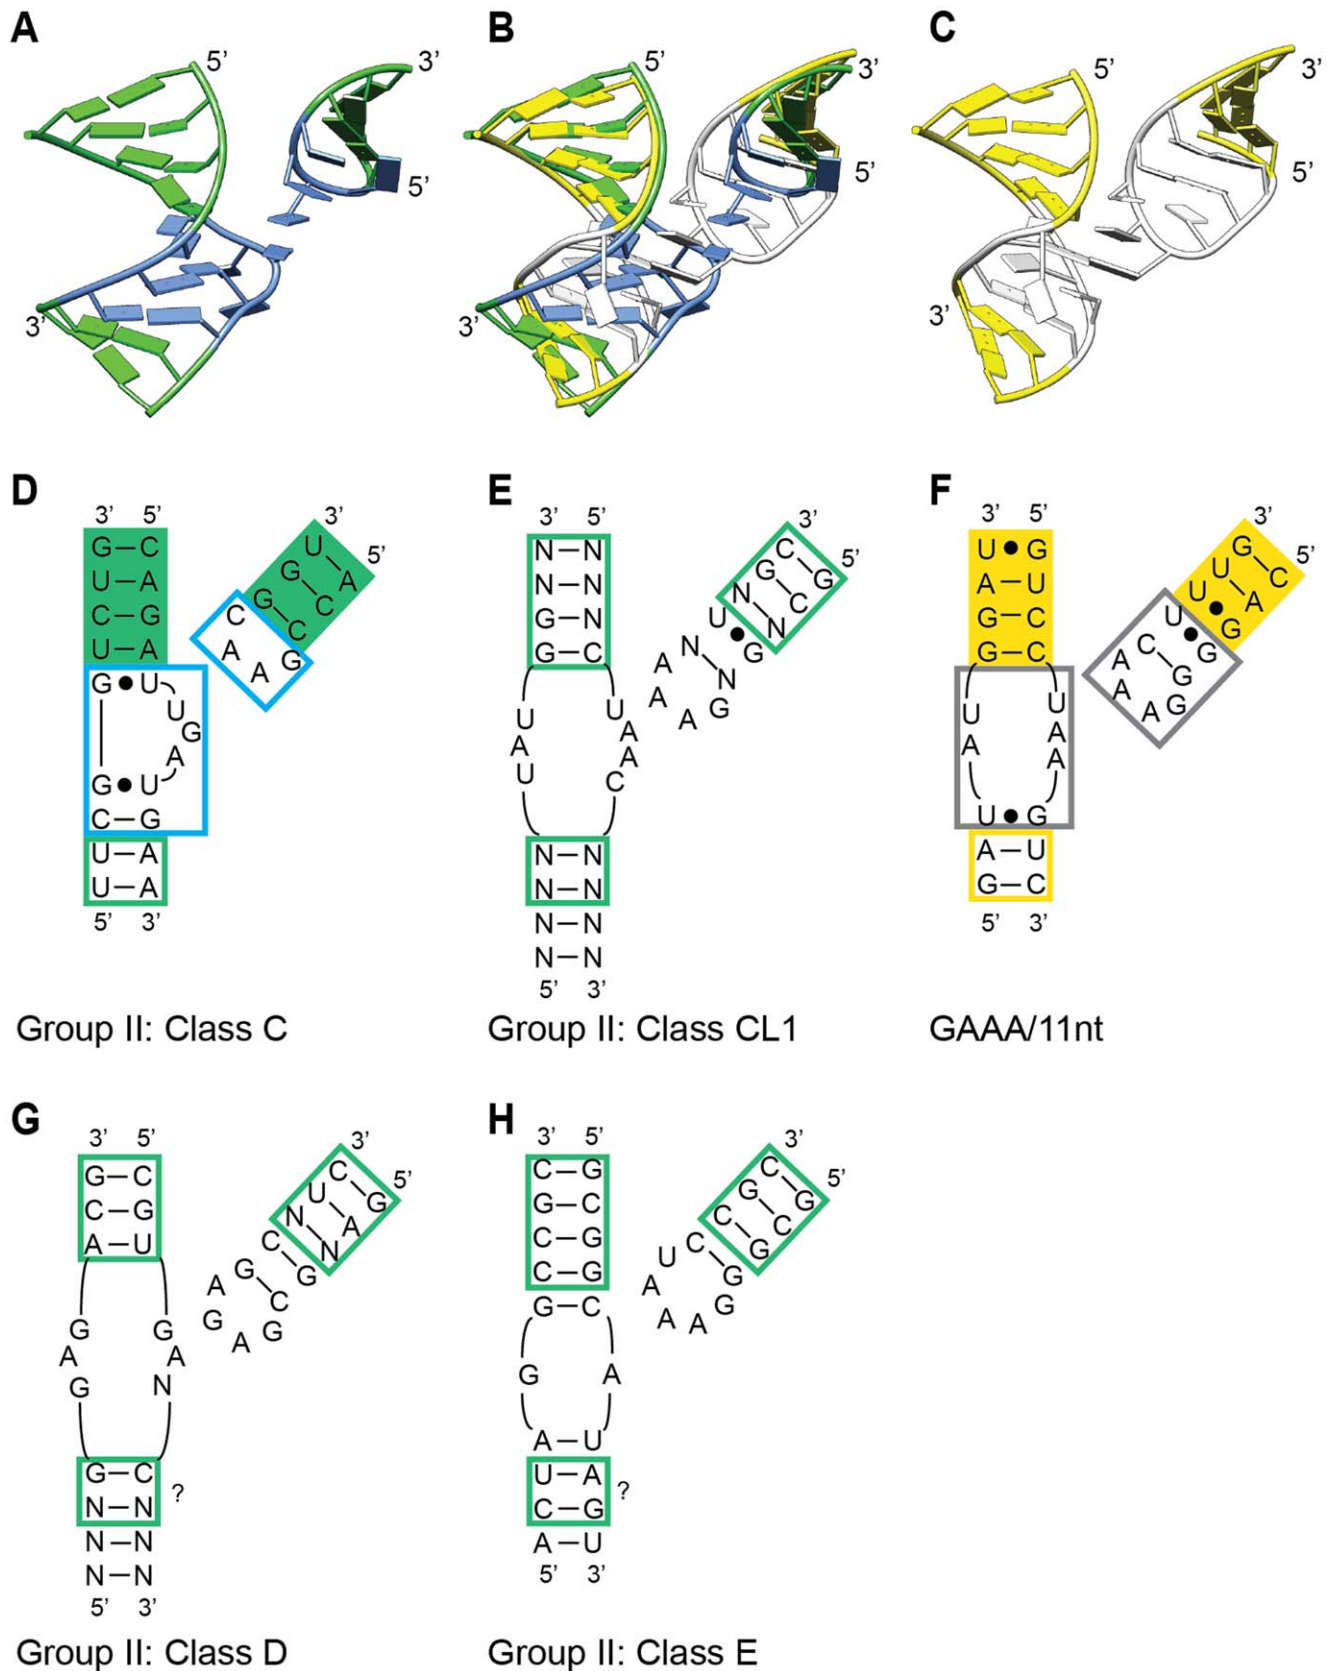 A
5’
3’
5’
3’
B
5’
3’
5’
3’
C
5’
3’
5’
3’
D
3’ 5’
G–C
U–A
C–G
U–A
G●U
U
G
A
G●U
C–G
U–A
U–A
5’ 3’
3’
5’
U–A
G–C
G–C
C G
A A
Group II: Class C
E
3’ 5’
N–N
N–N
G–N
G–C
U U
A A
U A
C
N–N
N–N
N–N
N–N
5’ 3’
3’
5’
C–G
G–C
N–N
U●G
N–N
A G
A A
Group II: Class CL1
F
3’ 5’
U●G
A–U
G–C
G–C
U U
A A
A
U●G
A–U
G–C
5’ 3’
3’
5’
G–C
U–A
U●G
U●G
C–G
A G
A A
GAAA/11nt
G
3’ 5’
G–C
C–G
A–U
G G
A A
G N
G–C
?
N–N
N–N
N–N
5’ 3’
3’
5’
C–G
U–A
N–N
C–G
G–C
A G
G A
Group II: Class D
H
3’ 5’
C–G
G–C
C–G
C–G
G–C
G A
A–U
U–A
?
C–G
A–U
5’ 3’
3’
5’
C–G
G–C
C–G
C–G
U G
A A A
Group II: Class E